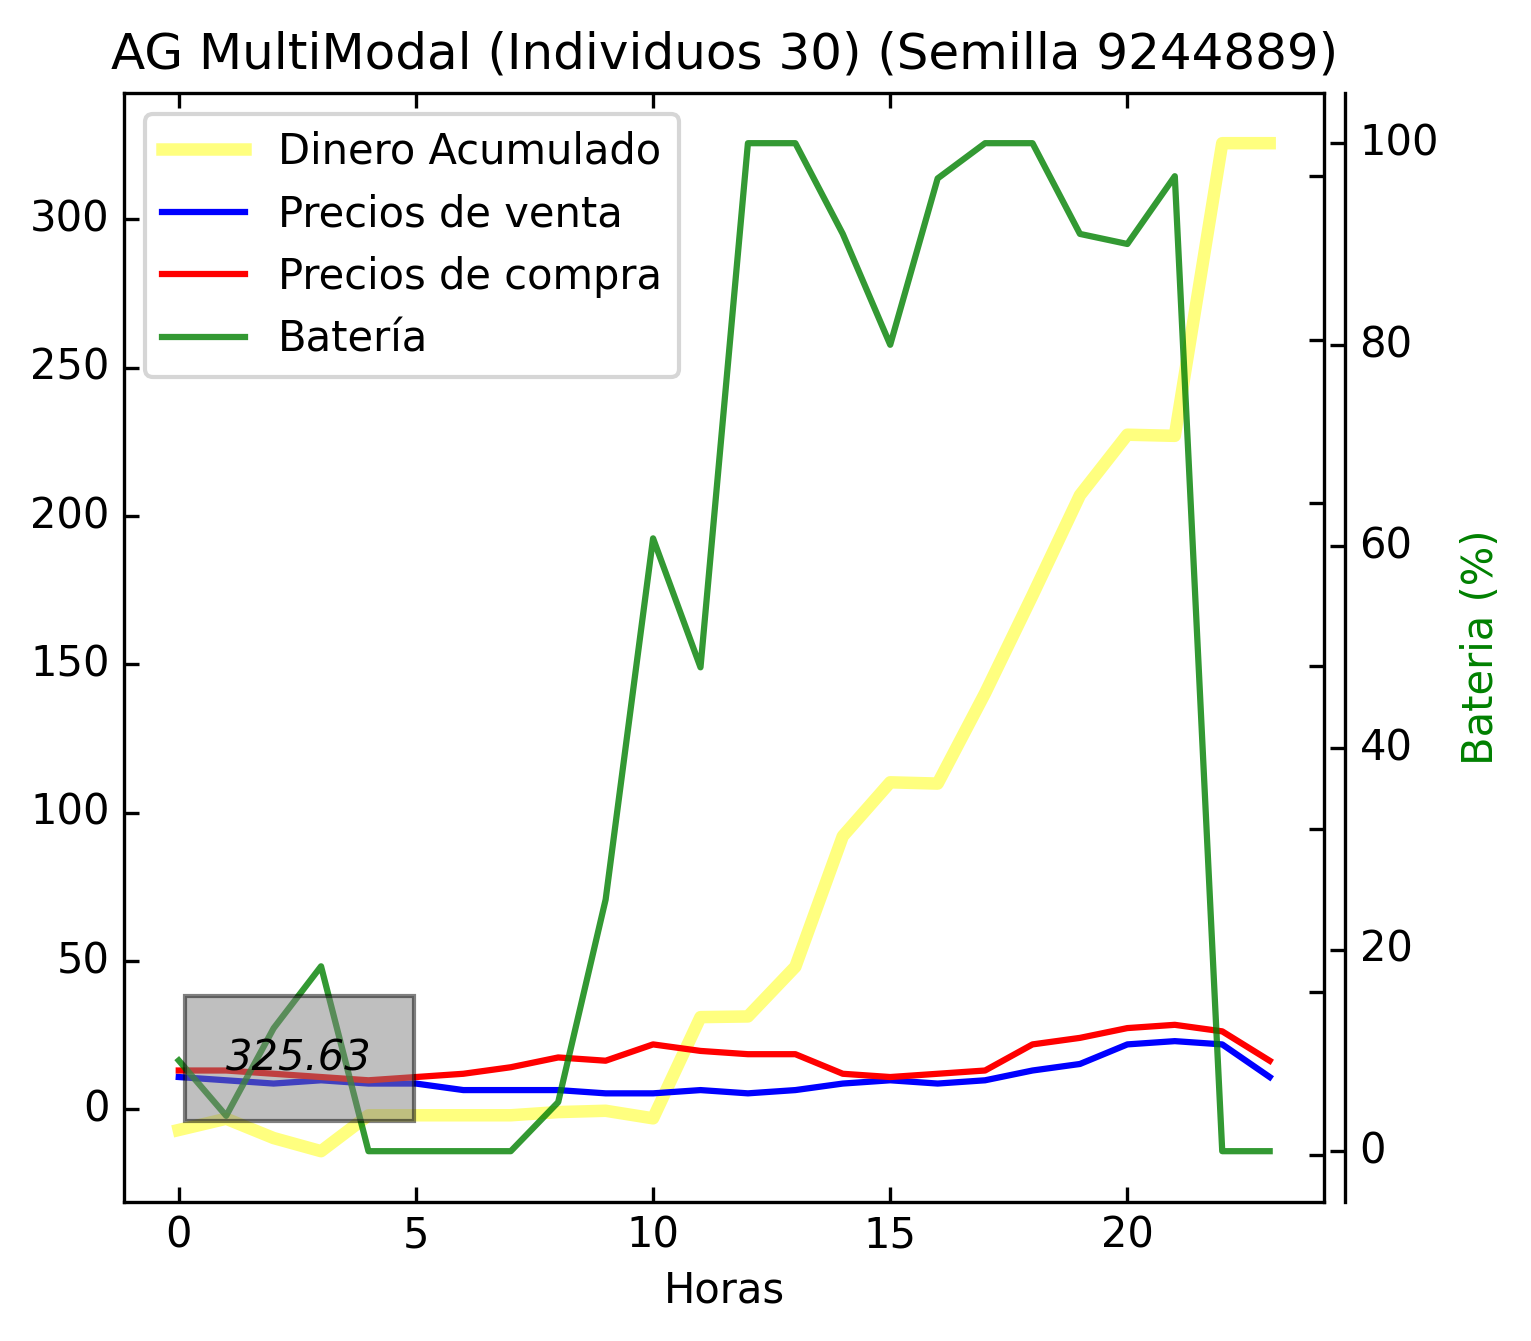 AG MultiModal (Individuos 30) (Semilla 9244889)
Dinero Acumulado
Precios de venta
Precios de compra
Batería
300
250
200
150
100
50
0
100
80
60
40
20
0
Bateria (%)
325.63
0 5 10 15 20
Horas